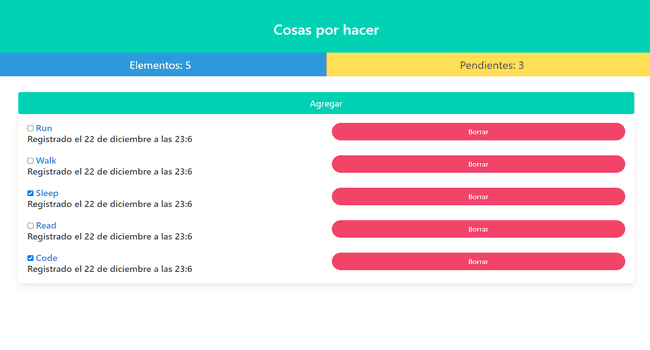 Cosas por hacer
Elementos: 5 Pendientes: 3
Agregar
Run
Registrado el 22 de diciembre a las 23:6
Borrar
Walk
Registrado el 22 de diciembre a las 23:6
Borrar
Sleep
Registrado el 22 de diciembre a las 23:6
Borrar
Read
Registrado el 22 de diciembre a las 23:6
Borrar
Code
Registrado el 22 de diciembre a las 23:6
Borrar